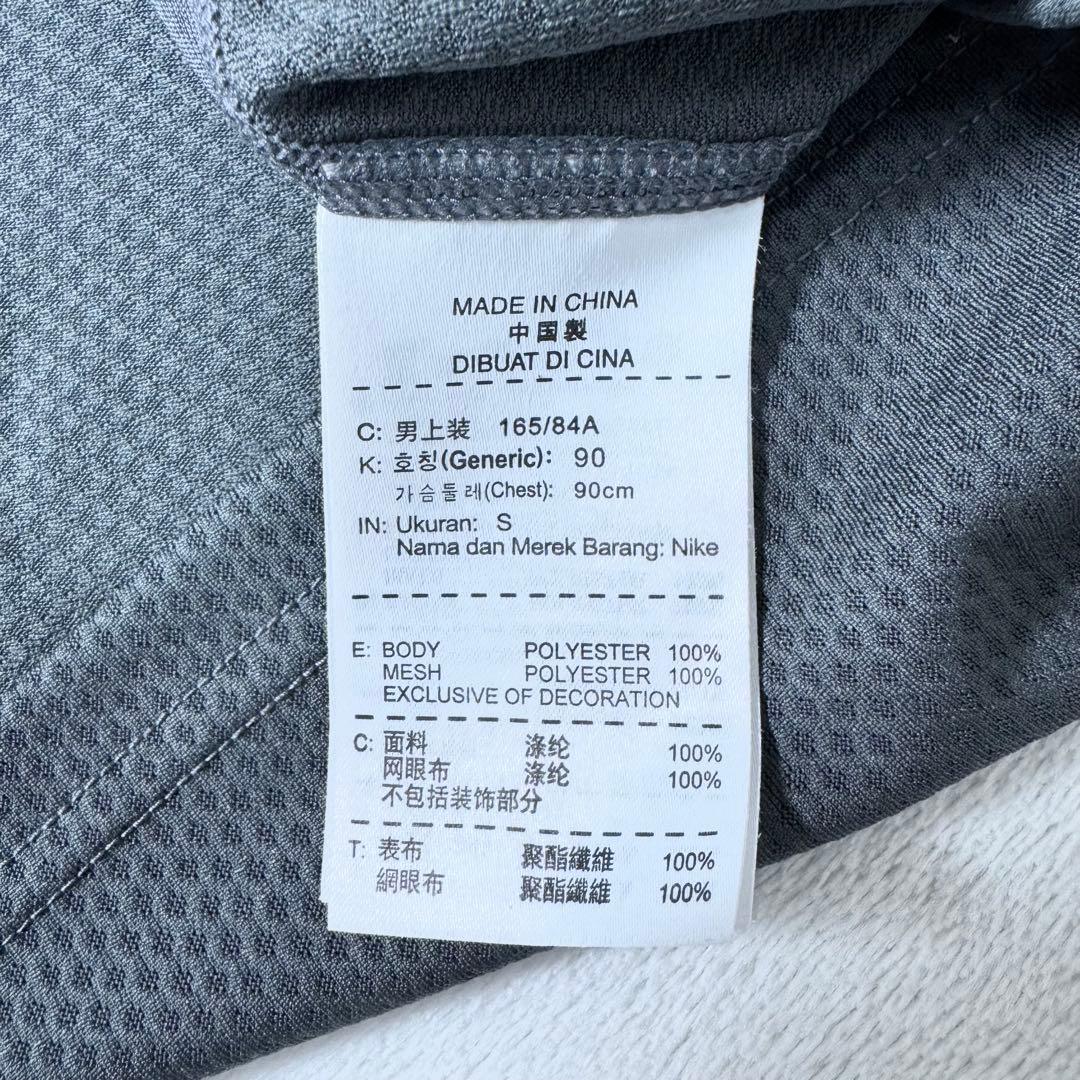 MADE IN CHINA
中国製
DIBUAT DI CINA
C: 男上装 165/84A
K: 호칭(Generic): 90
가슴둘레(Chest): 90cm
IN: Ukuran: S
Nama dan Merek Barang: Nike
E: BODY POLYESTER 100%
MESH POLYESTER 100%
EXCLUSIVE OF DECORATION
C: 面料 涤纶 100%
网眼布 涤纶 100%
不包括装饰部分
T: 表布 聚酯纖維 100%
網眼布 聚酯纖維 100%